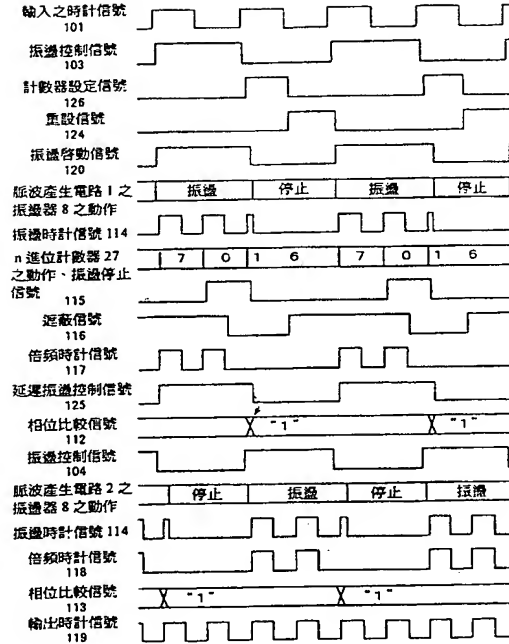 輸入之時計信號
101
振盪控制信號
103
計數器設定信號
126
重設信號
124
振盪啓動信號
120
脈波產生電路 1 之 振盪 停止 振盪 停止
振盪器 8 之動作
振盪時計信號 114
n 進位計數器 27 7 0 1 6 7 0 1 6
之動作、振盪停止
信號
115
遮蔽信號
116
倍頻時計信號
117
延遲振盪控制信號
125
相位比較信號 "1" "1"
112
振盪控制信號
104
脈波產生電路 2 之 停止 振盪 停止 振盪
振盪器 8 之動作
振盪時計信號 114
倍頻時計信號
118
相位比較信號 "1" "1"
113
輸出時計信號
119